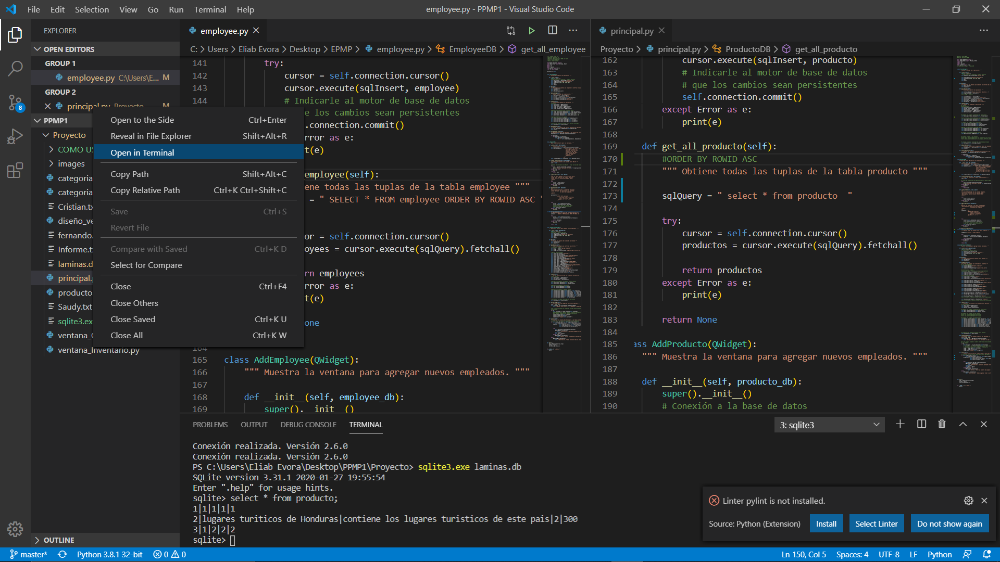 File Edit Selection View Go Run Terminal Help
employee.py - PPMP1 - Visual Studio Code
EXPLORER
OPEN EDITORS
GROUP 1
employee.py C:\Users\E... M
GROUP 2
principal.py Proyecto M
PPMP1
Proyecto
COMO US
images
categoria
categoria
Cristian.tx
diseño_ve
fernando.
Informe.tx
laminas.d
principal.p
producto.
Saudy.txt
sqlite3.ex
ventana_C
ventana_Inventario.py
OUTLINE
Open to the Side Ctrl+Enter
Reveal in File Explorer Shift+Alt+R
Open in Terminal
Copy Path Shift+Alt+C
Copy Relative Path Ctrl+K Ctrl+Shift+C
Save Ctrl+S
Revert File
Compare with Saved Ctrl+K D
Select for Compare
Close Ctrl+F4
Close Others
Close Saved Ctrl+K U
Close All Ctrl+K W
employee.py
C: > Users > Eliab Evora > Desktop > EPMP > employee.py > EmployeeDB > get_all_employee
141 try:
142 cursor = self.connection.cursor()
143 cursor.execute(sqlInsert, employee)
144 # Indicarle al motor de base de datos
e los cambios sean persistentes
.connection.commit()
rror as e:
t(e)
employee(self):
ene todas las tuplas de la tabla employee """
= " SELECT * FROM employee ORDER BY ROWID ASC "
or = self.connection.cursor()
oyees = cursor.execute(sqlQuery).fetchall()
rn employees
rror as e:
t(e)
one
164
165 class AddEmployee(QWidget):
166 """ Muestra la ventana para agregar nuevos empleados. """
167
168 def __init__(self, employee_db):
169 super().__init__()
principal.py
Proyecto > principal.py > ProductoDB > get_all_producto
162 cursor.execute(sqlInsert, producto)
163 # Indicarle al motor de base de datos
164 # que los cambios sean persistentes
165 self.connection.commit()
166 except Error as e:
167 print(e)
168
169 def get_all_producto(self):
170 #ORDER BY ROWID ASC
171 """ Obtiene todas las tuplas de la tabla producto """
172
173 sqlQuery = " select * from producto  "
174
175 try:
176 cursor = self.connection.cursor()
177 productos = cursor.execute(sqlQuery).fetchall()
178
179 return productos
180 except Error as e:
181 print(e)
182
183 return None
184
185 ass AddProducto(QWidget):
186 """ Muestra la ventana para agregar nuevos empleados. """
187
188 def __init__(self, producto_db):
189 super().__init__()
190 # Conexión a la base de datos
PROBLEMS OUTPUT DEBUG CONSOLE TERMINAL
3: sqlite3
Conexión realizada. Versión 2.6.0
Conexión realizada. Versión 2.6.0
PS C:\Users\Eliab Evora\Desktop\PPMP1\Proyecto> sqlite3.exe laminas.db
SQLite version 3.31.1 2020-01-27 19:55:54
Enter ".help" for usage hints.
sqlite> select * from producto;
1|1|1|1|1
2|lugares turiticos de Honduras|contiene los lugares turisticos de este pais|2|300
3|1|2|2|2
sqlite>
Linter pylint is not installed.
Source: Python (Extension) Install Select Linter Do not show again
8
master* Python 3.8.1 32-bit 0 0 Ln 150, Col 5 Spaces: 4 UTF-8 LF Python